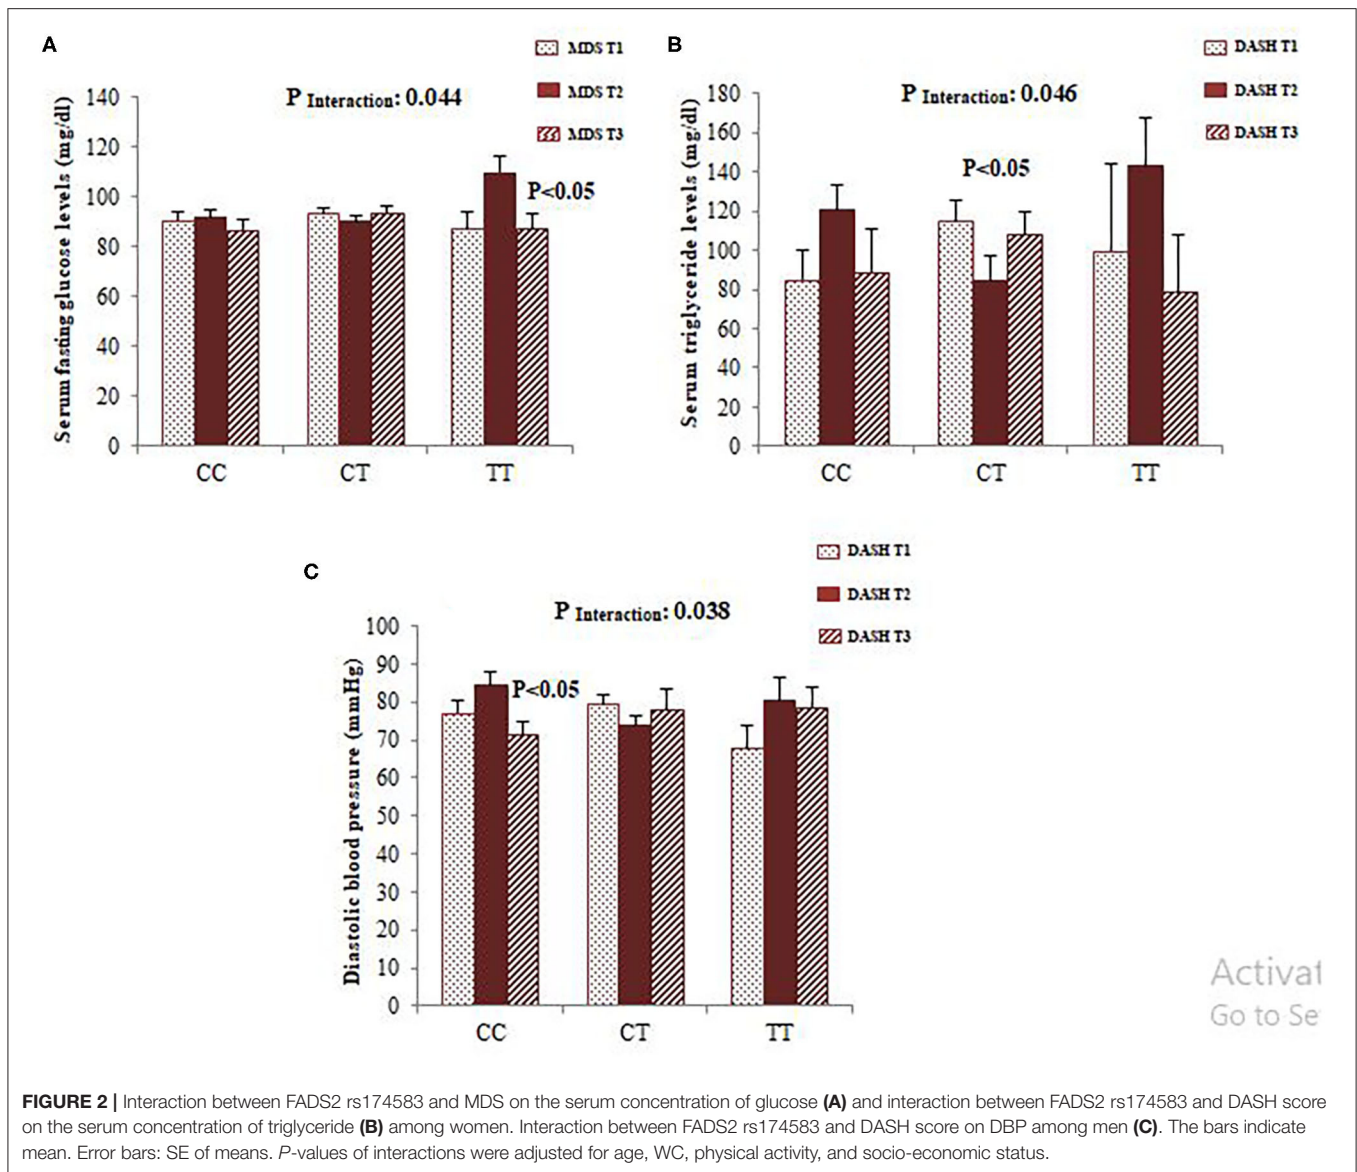 A
MDS T1
MDS T2
MDS T3
P Interaction: 0.044
P<0.05
Serum fasting glucose levels (mg/dl)
140
120
100
80
60
40
20
0
CC CT TT
B
DASH T1
DASH T2
DASH T3
P Interaction: 0.046
P<0.05
Serum triglyceride levels (mg/dl)
180
160
140
120
100
80
60
40
20
0
CC CT TT
C
DASH T1
DASH T2
DASH T3
P Interaction: 0.038
P<0.05
Diastolic blood pressure (mmHg)
100
90
80
70
60
50
40
30
20
10
0
CC CT TT
Activat
Go to Se
FIGURE 2 | Interaction between FADS2 rs174583 and MDS on the serum concentration of glucose (A) and interaction between FADS2 rs174583 and DASH score
on the serum concentration of triglyceride (B) among women. Interaction between FADS2 rs174583 and DASH score on DBP among men (C). The bars indicate
mean. Error bars: SE of means. P-values of interactions were adjusted for age, WC, physical activity, and socio-economic status.